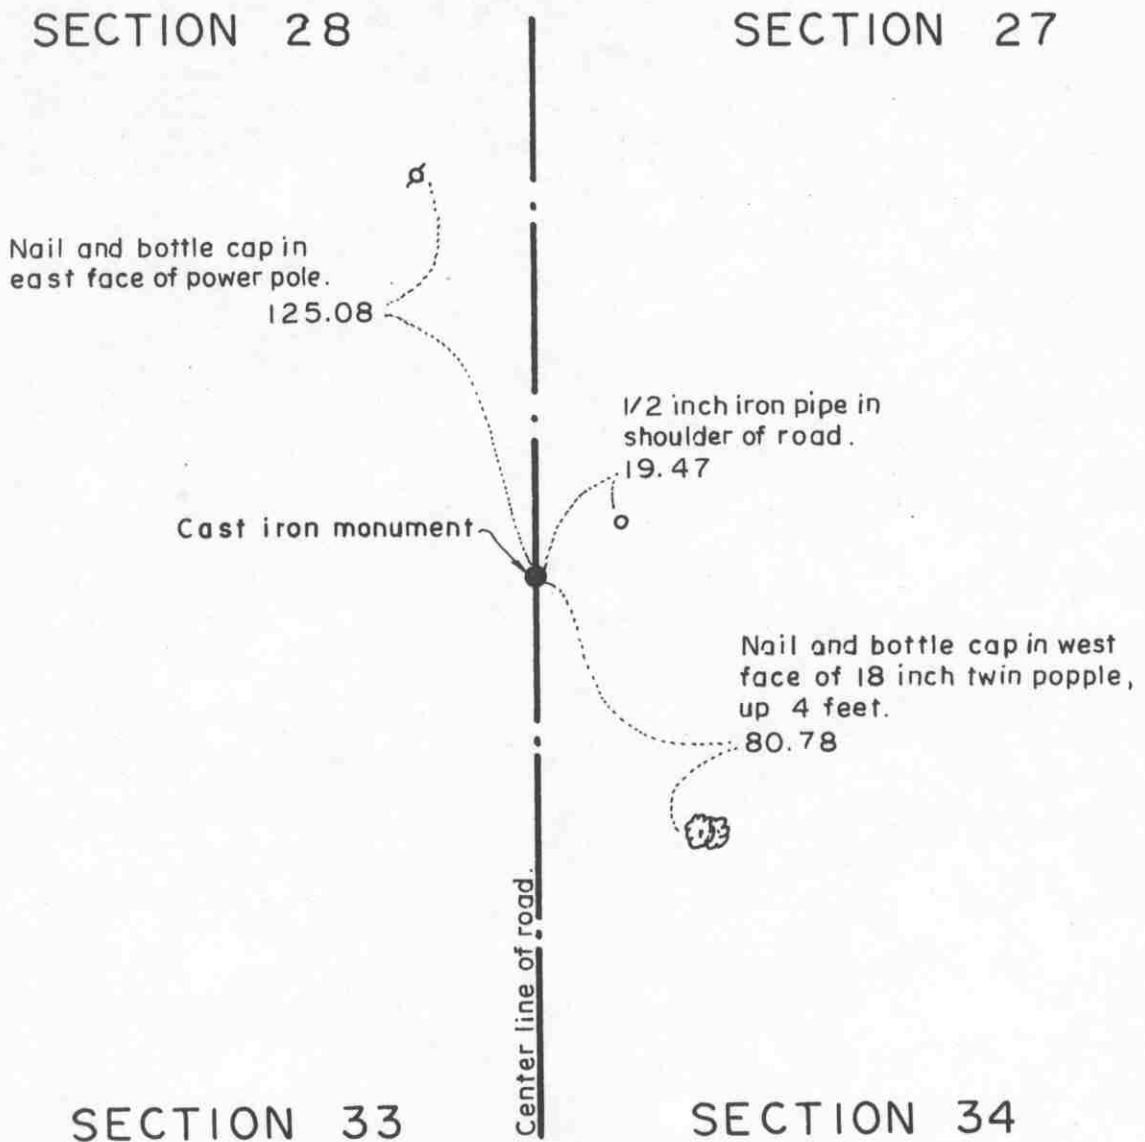 SECTION 28
SECTION 27
Nail and bottle cap in
east face of power pole.
125.08
1/2 inch iron pipe in
shoulder of road.
19.47
Cast iron monument
Nail and bottle cap in west
face of 18 inch twin popple,
up 4 feet.
80.78
Center line of road.
SECTION 33
SECTION 34